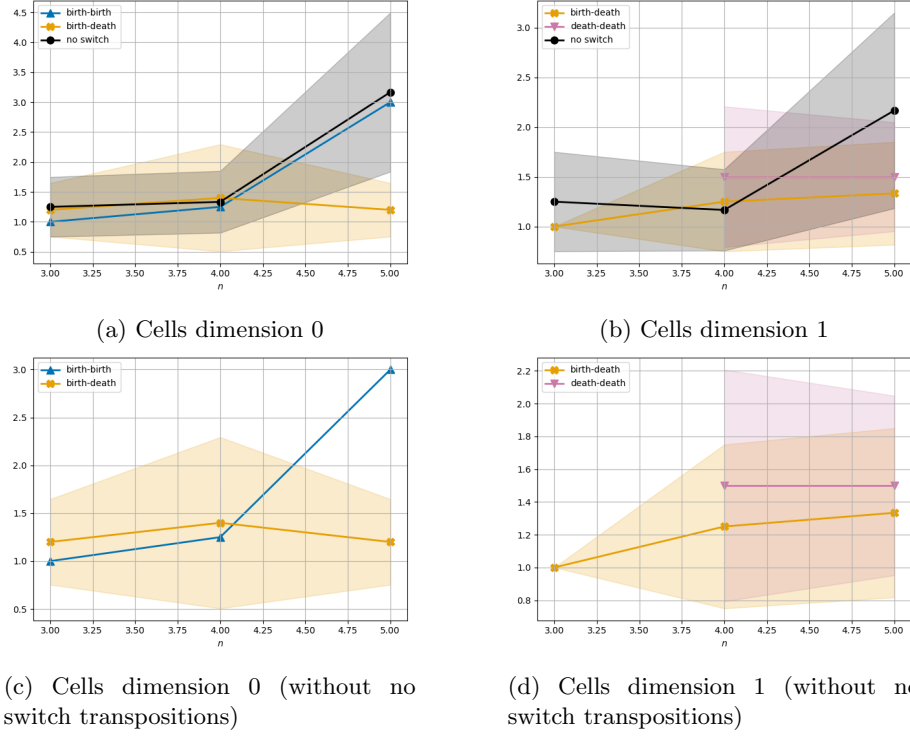 birth-birth
birth-death
no switch
4.5
4.0
3.5
3.0
2.5
2.0
1.5
1.0
0.5
3.00 3.25 3.50 3.75 4.00 4.25 4.50 4.75 5.00
n
(a) Cells dimension 0
birth-death
death-death
no switch
3.0
2.5
2.0
1.5
1.0
3.00 3.25 3.50 3.75 4.00 4.25 4.50 4.75 5.00
n
(b) Cells dimension 1
birth-birth
birth-death
3.0
2.5
2.0
1.5
1.0
0.5
3.00 3.25 3.50 3.75 4.00 4.25 4.50 4.75 5.00
n
(c) Cells dimension 0 (without no
switch transpositions)
birth-death
death-death
2.2
2.0
1.8
1.6
1.4
1.2
1.0
0.8
3.00 3.25 3.50 3.75 4.00 4.25 4.50 4.75 5.00
n
(d) Cells dimension 1 (without no
switch transpositions)